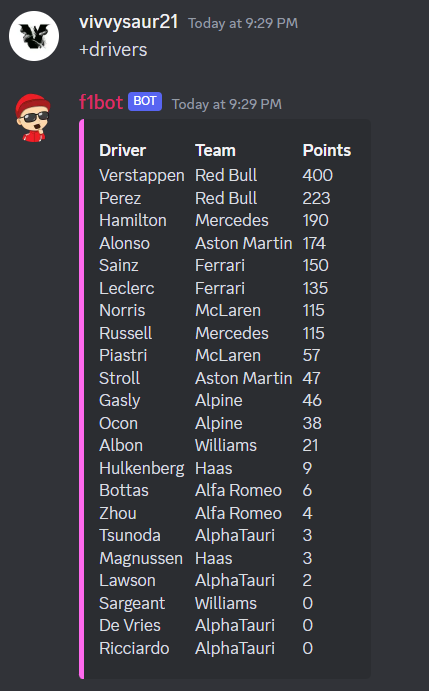 vivvysaur21 Today at 9:29 PM
+drivers
f1bot BOT Today at 9:29 PM
Driver Team Points
Verstappen Red Bull 400
Perez Red Bull 223
Hamilton Mercedes 190
Alonso Aston Martin 174
Sainz Ferrari 150
Leclerc Ferrari 135
Norris McLaren 115
Russell Mercedes 115
Piastri McLaren 57
Stroll Aston Martin 47
Gasly Alpine 46
Ocon Alpine 38
Albon Williams 21
Hulkenberg Haas 9
Bottas Alfa Romeo 6
Zhou Alfa Romeo 4
Tsunoda AlphaTauri 3
Magnussen Haas 3
Lawson AlphaTauri 2
Sargeant Williams 0
De Vries AlphaTauri 0
Ricciardo AlphaTauri 0